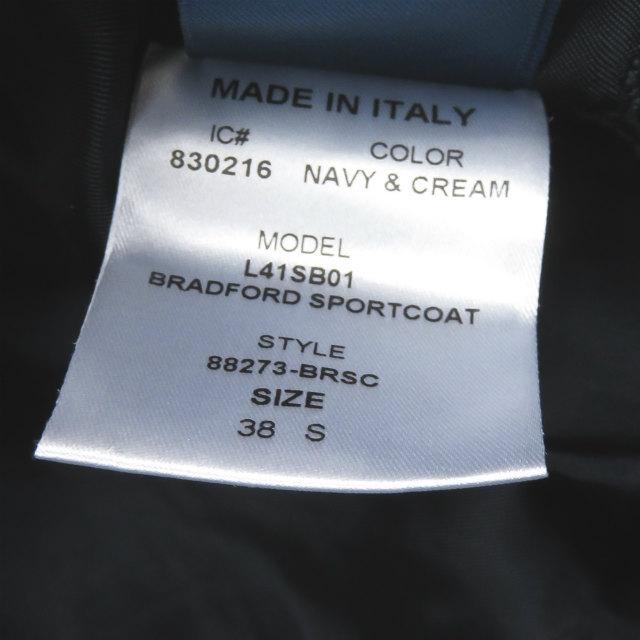 MADE IN ITALY
IC# COLOR
830216 NAVY & CREAM
MODEL
L41SB01
BRADFORD SPORTCOAT
STYLE
88273-BRSC
SIZE
38 S